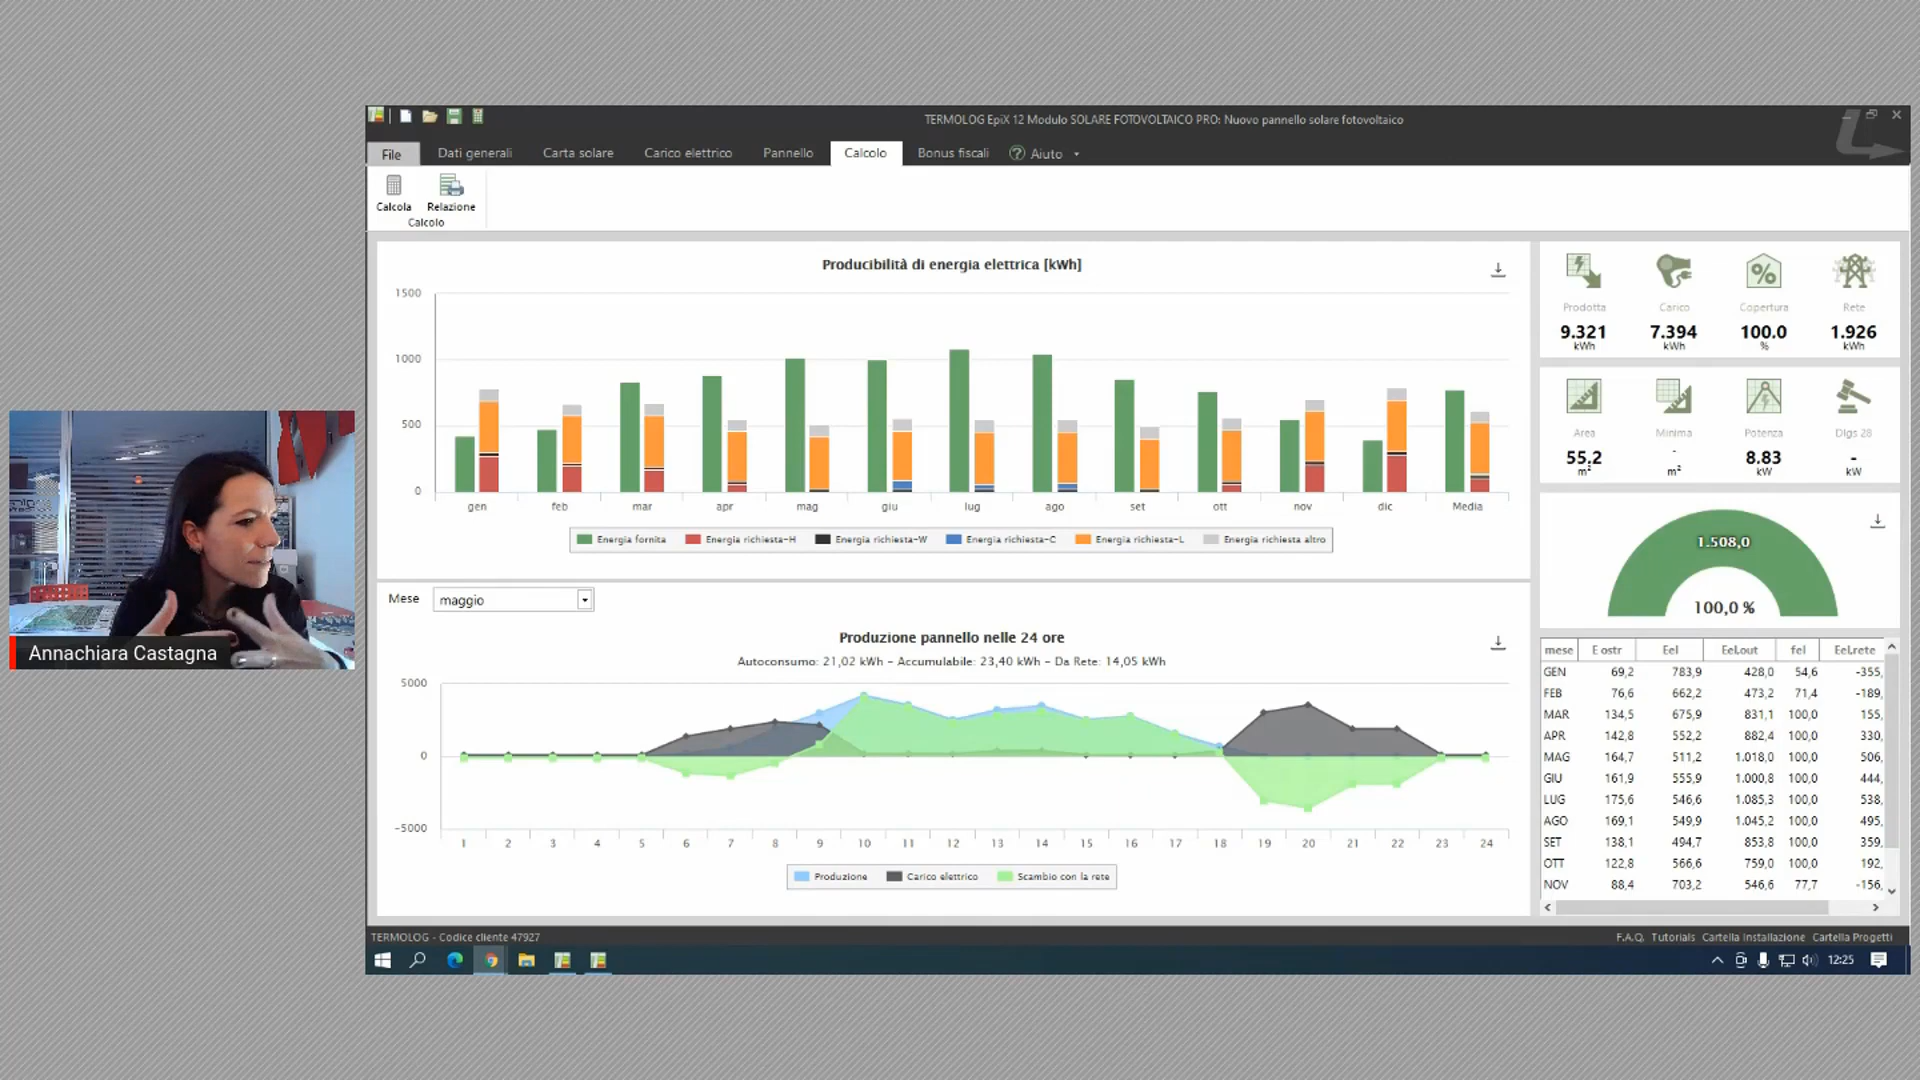 TERMOLOG EpiX 12 Modulo SOLARE FOTOVOLTAICO PRO: Nuovo pannello solare fotovoltaico
File Dati generali Carta solare Carico elettrico Pannello Calcolo Bonus fiscali ? Aiuto
Calcola Relazione
Calcolo
Producibilità di energia elettrica [kWh]
1500
1000
500
0
gen feb mar apr mag giu lug ago set ott nov dic Media
Energia fornita Energia richiesta-H Energia richiesta-W Energia richiesta-C Energia richiesta-L Energia richiesta altro
Mese maggio
Produzione pannello nelle 24 ore
Autoconsumo: 21,02 kWh - Accumulabile: 23,40 kWh - Da Rete: 14,05 kWh
5000
0
-5000
1 2 3 4 5 6 7 8 9 10 11 12 13 14 15 16 17 18 19 20 21 22 23 24
Produzione Carico elettrico Scambio con la rete
Prodotta Carico Copertura Rete
9.321 7.394 100.0 1.926
kWh kWh % kWh
Area Minima Potenza Dlgs 28
55.2 - 8.83 -
m² m² kW kW
1.508,0
100,0 %
mese E ostr Eel Eel,out fel Eel,rete
GEN 69,2 783,9 428,0 54,6 -355,
FEB 76,6 662,2 473,2 71,4 -189,
MAR 134,5 675,9 831,1 100,0 155,
APR 142,8 552,2 882,4 100,0 330,
MAG 164,7 511,2 1.018,0 100,0 506,
GIU 161,9 555,9 1.000,8 100,0 444,
LUG 175,6 546,6 1.085,3 100,0 538,
AGO 169,1 549,9 1.045,2 100,0 495,
SET 138,1 494,7 853,8 100,0 359,
OTT 122,8 566,6 759,0 100,0 192,
NOV 88,4 703,2 546,6 77,7 -156,
Annachiara Castagna
TERMOLOG - Codice cliente 47927
F.A.Q. Tutorials Cartella Installazione Cartella Progetti
12:25